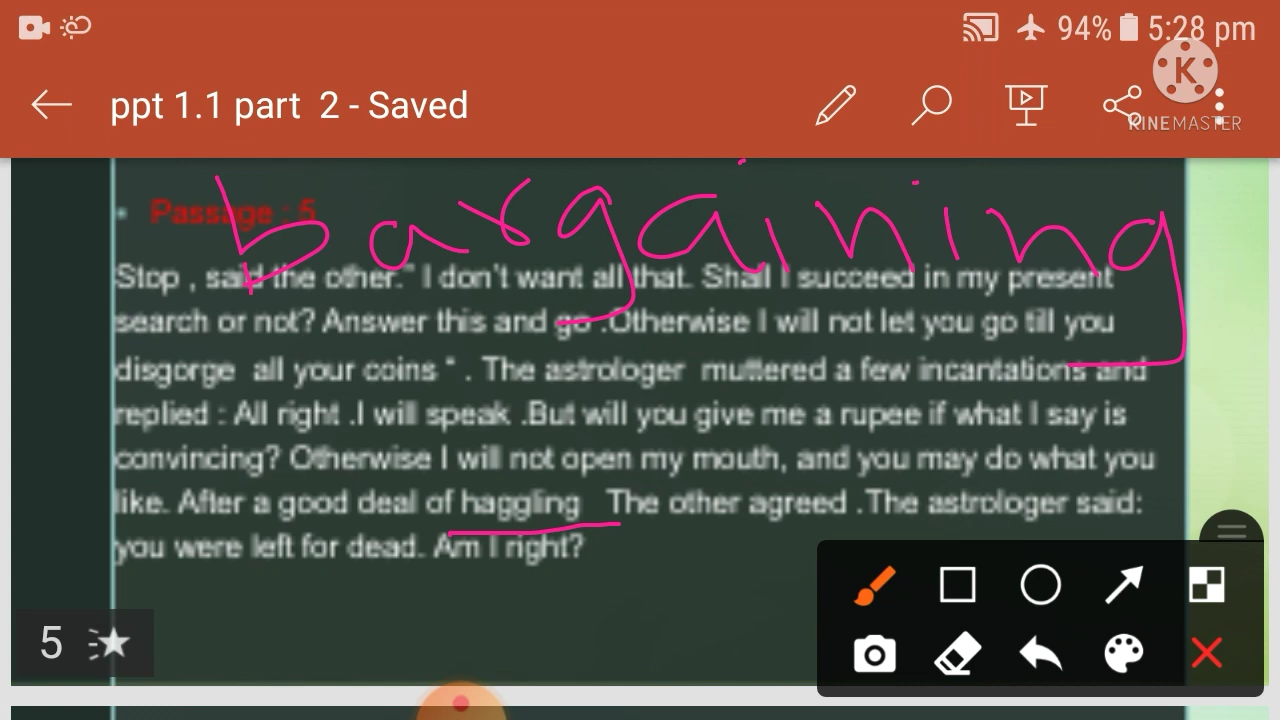 94% 5:28 pm
ppt 1.1 part 2 - Saved
K
KINEMASTER
bargaining
• Passage : 5
Stop , said the other." I don't want all that. Shall I succeed in my present
search or not? Answer this and go .Otherwise I will not let you go till you
disgorge all your coins " . The astrologer muttered a few incantations and
replied : All right .I will speak .But will you give me a rupee if what I say is
convincing? Otherwise I will not open my mouth, and you may do what you
like. After a good deal of haggling The other agreed .The astrologer said:
you were left for dead. Am I right?
5